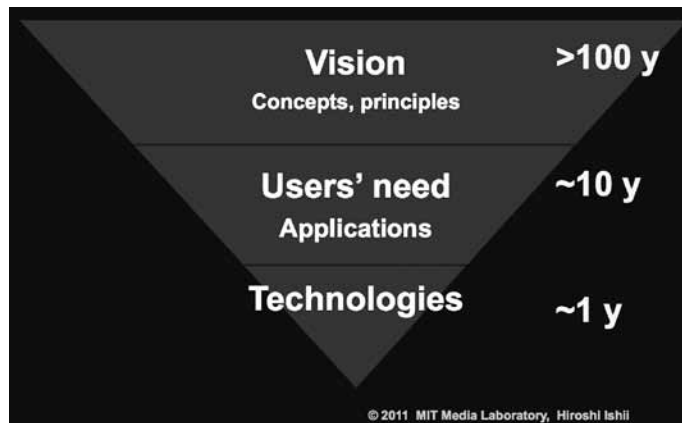 Vision
>100 y
Concepts, principles
Users' need
~10 y
Applications
Technologies
~1 y
© 2011 MIT Media Laboratory, Hiroshi Ishii